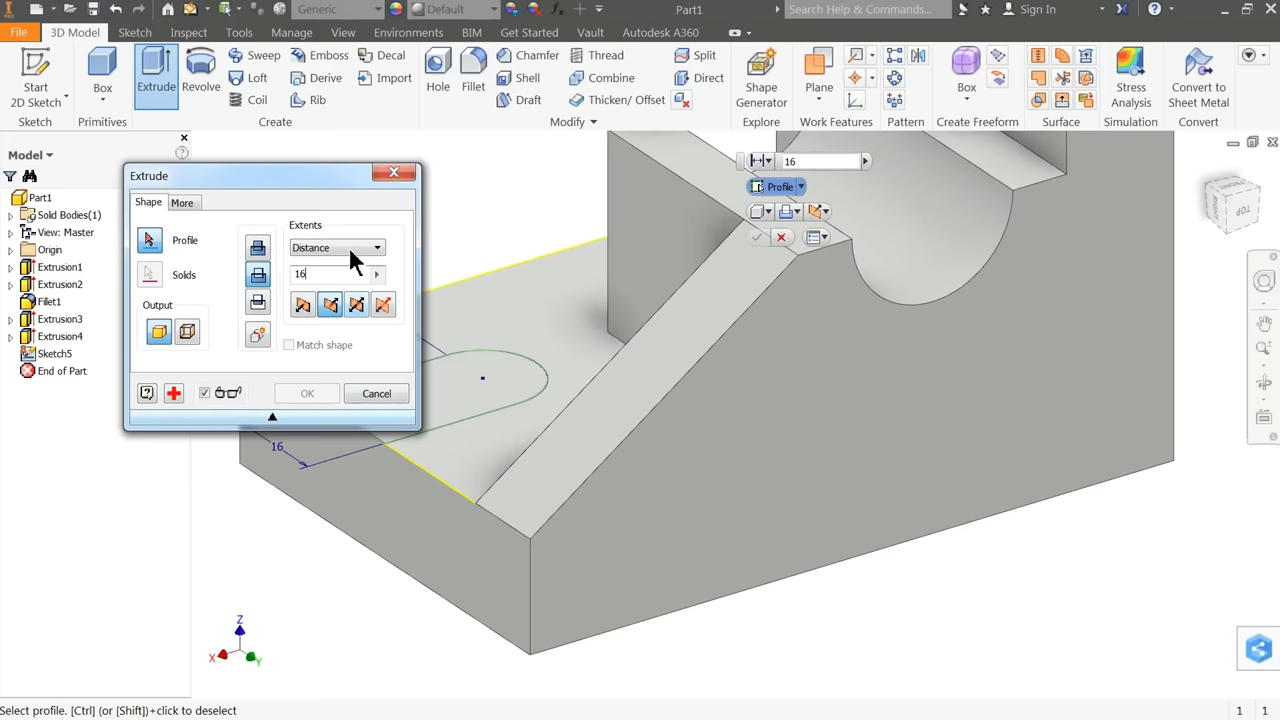 PRO
Generic
Default
Part1
Search Help & Commands...
Sign In
File
3D Model
Sketch
Inspect
Tools
Manage
View
Environments
BIM
Get Started
Vault
Autodesk A360
Start
2D Sketch
Sketch
Box
Primitives
Extrude
Revolve
Sweep
Loft
Coil
Emboss
Derive
Rib
Decal
Import
Create
Hole
Fillet
Chamfer
Shell
Draft
Thread
Combine
Thicken/ Offset
Split
Direct
Modify
Shape
Generator
Explore
Plane
Work Features
Pattern
Box
Create Freeform
Surface
Stress
Analysis
Simulation
Convert to
Sheet Metal
Convert
Model
Part1
Solid Bodies(1)
View: Master
Origin
Extrusion1
Extrusion2
Fillet1
Extrusion3
Extrusion4
Sketch5
End of Part
Extrude
Shape
More
Profile
Solids
Output
Extents
Distance
16
Match shape
OK
Cancel
16
Profile
16
FRONT
RIGHT
TOP
Z
X
Y
Select profile. [Ctrl] (or [Shift])+click to deselect
1 1